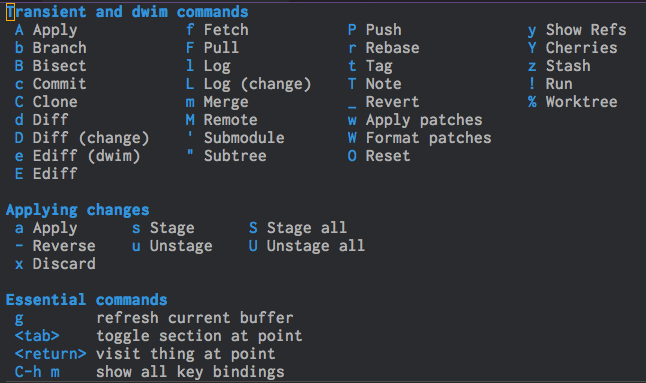 Transient and dwim commands
A Apply f Fetch P Push y Show Refs
b Branch F Pull r Rebase Y Cherries
B Bisect l Log t Tag z Stash
c Commit L Log (change) T Note ! Run
C Clone m Merge _ Revert % Worktree
d Diff M Remote w Apply patches
D Diff (change) ' Submodule W Format patches
e Ediff (dwim) " Subtree O Reset
E Ediff
Applying changes
a Apply s Stage S Stage all
- Reverse u Unstage U Unstage all
x Discard
Essential commands
g refresh current buffer
<tab> toggle section at point
<return> visit thing at point
C-h m show all key bindings